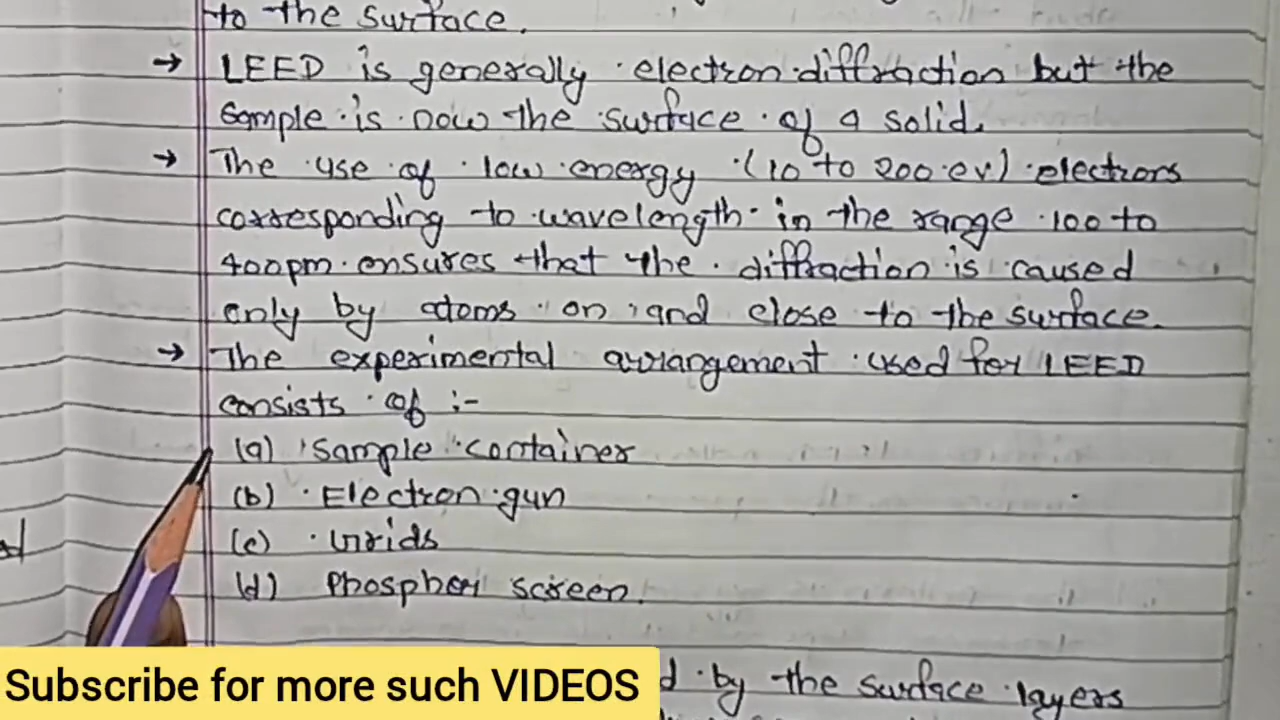 to the surface.
→ LEED is generally electron diffraction but the
sample is now the surface of a solid.
→ The use of low energy (10 to 200 ev) electrons
corresponding to wavelength in the range 100 to
400pm ensures that the diffraction is caused
only by atoms on and close to the surface.
→ The experimental arrangement used for LEED
consists of :-
(a) Sample container
(b) Electron gun
(c) Grids
(d) Phosphor screen.
by the surface layers
Subscribe for more such VIDEOS